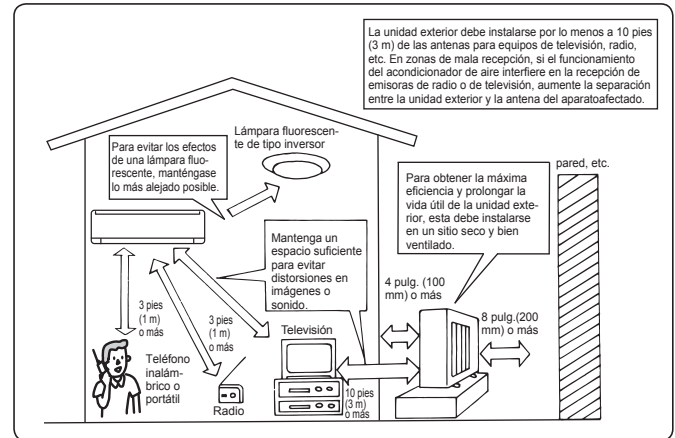 La unidad exterior debe instalarse por lo menos a 10 pies
(3 m) de las antenas para equipos de televisión, radio,
etc. En zonas de mala recepción, si el funcionamiento
del acondicionador de aire interfiere en la recepción de
emisoras de radio o de televisión, aumente la separación
entre la unidad exterior y la antena del aparatoafectado.
Lámpara fluorescen-
te de tipo inversor
Para evitar los efectos
de una lámpara fluo-
rescente, manténgase
lo más alejado posible.
pared, etc.
Para obtener la máxima
eficiencia y prolongar la
vida útil de la unidad exte-
rior, esta debe instalarse
en un sitio seco y bien
ventilado.
Mantenga un
espacio suficiente
para evitar
distorsiones en
imágenes o
sonido.
4 pulg. (100
mm) o más
8 pulg.(200
mm) o más
3 pies
(1 m)
o más
3 pies
(1 m)
o más
Televisión
Teléfono
inalám-
brico o
portátil
Radio
10 pies
(3 m)
o más